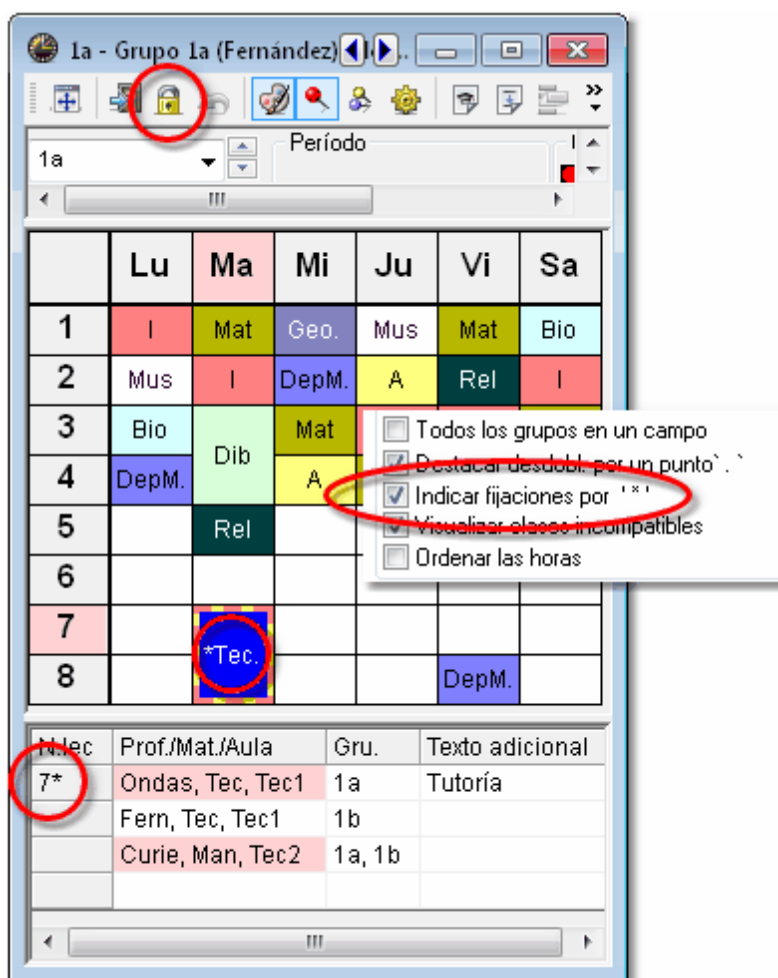 1a - Grupo 1a (Fernández)
1a
Período
Lu Ma Mi Ju Vi Sa
1 I Mat Geo. Mus Mat Bio
2 Mus I DepM. A Rel I
3 Bio Dib Mat
4 DepM. A
5 Rel
6
7 *Tec.
8 DepM.
Todos los grupos en un campo
Destacar desdobl. por un punto`.`
Indicar fijaciones por '*'
Visualizar clases incompatibles
Ordenar las horas
N.lec Prof./Mat./Aula Gru. Texto adicional
7* Ondas, Tec, Tec1 1a Tutoría
Fern, Tec, Tec1 1b
Curie, Man, Tec2 1a, 1b